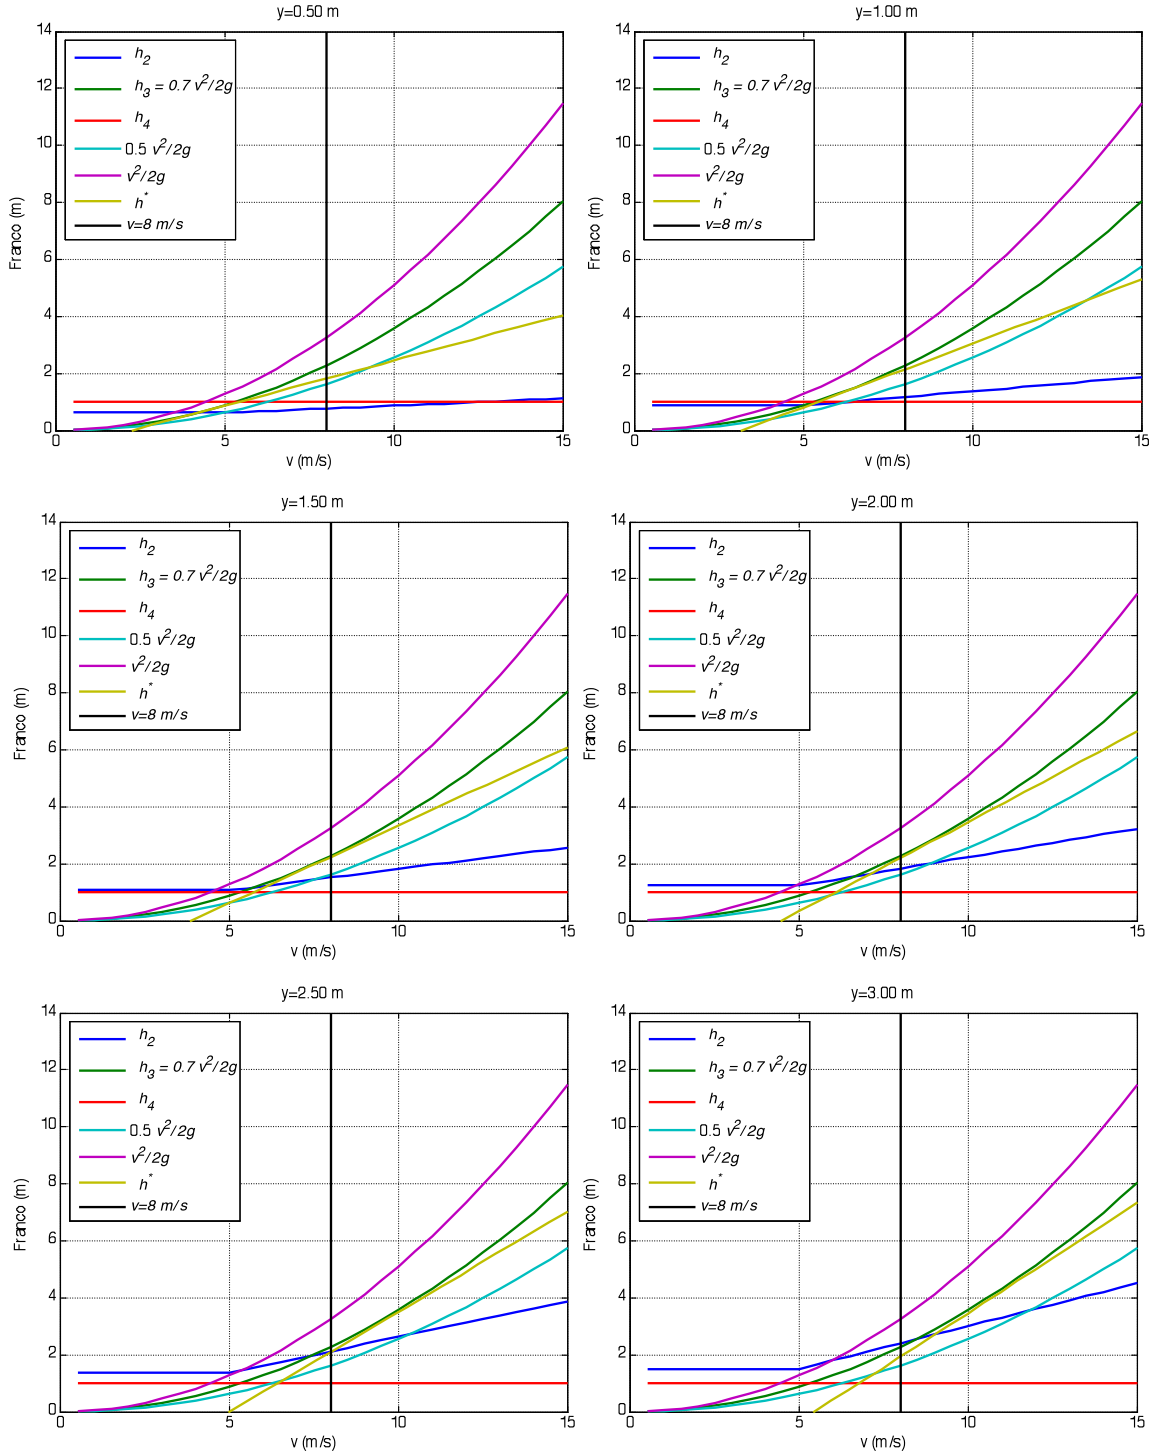 y=0.50 m
14
12
10
8
6
4
2
0
0 5 10 15
Franco (m)
v (m/s)
h2
h3 = 0.7 v²/2g
h4
0.5 v²/2g
v²/2g
h*
v=8 m/s
y=1.00 m
14
12
10
8
6
4
2
0
0 5 10 15
Franco (m)
v (m/s)
h2
h3 = 0.7 v²/2g
h4
0.5 v²/2g
v²/2g
h*
v=8 m/s
y=1.50 m
14
12
10
8
6
4
2
0
0 5 10 15
Franco (m)
v (m/s)
h2
h3 = 0.7 v²/2g
h4
0.5 v²/2g
v²/2g
h*
v=8 m/s
y=2.00 m
14
12
10
8
6
4
2
0
0 5 10 15
Franco (m)
v (m/s)
h2
h3 = 0.7 v²/2g
h4
0.5 v²/2g
v²/2g
h*
v=8 m/s
y=2.50 m
14
12
10
8
6
4
2
0
0 5 10 15
Franco (m)
v (m/s)
h2
h3 = 0.7 v²/2g
h4
0.5 v²/2g
v²/2g
h*
v=8 m/s
y=3.00 m
14
12
10
8
6
4
2
0
0 5 10 15
Franco (m)
v (m/s)
h2
h3 = 0.7 v²/2g
h4
0.5 v²/2g
v²/2g
h*
v=8 m/s